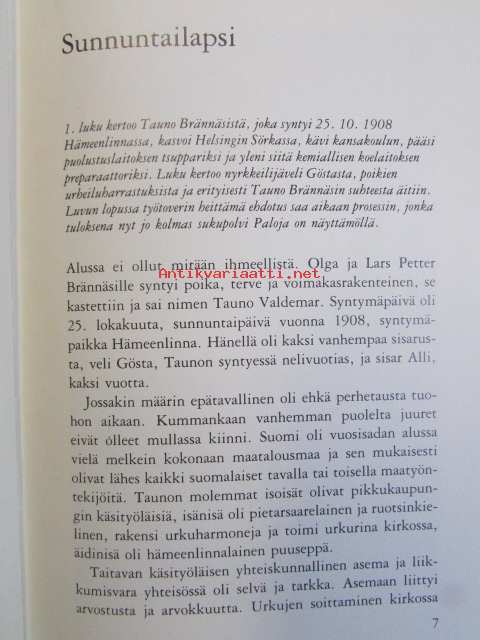 Sunnuntailapsi
1. luku kertoo Tauno Brännäsistä, joka syntyi 25. 10. 1908
Hämeenlinnassa, kasvoi Helsingin Sörkassa, kävi kansakoulun, pääsi
puolustuslaitoksen tsuppariksi ja yleni siitä kemiallisen koelaitoksen
preparaattoriksi. Luku kertoo nyrkkeilijäveli Göstasta, poikien
urheiluharrastuksista ja erityisesti Tauno Brännäsin suhteesta äitiin.
Luvun lopussa työtoverin heittämä ehdotus saa aikaan prosessin, jonka
tuloksena nyt jo kolmas sukupolvi Paloja on näyttämöllä.
Antikvariaatti.net
Alussa ei ollut mitään ihmeellistä. Olga ja Lars Petter
Brännäsille syntyi poika, terve ja voimakasrakenteinen, se
kastettiin ja sai nimen Tauno Valdemar. Syntymäpäivä oli
25. lokakuuta, sunnuntaipäivä vuonna 1908, syntymä-
paikka Hämeenlinna. Hänellä oli kaksi vanhempaa sisarus-
ta, veli Gösta, Taunon syntyessä nelivuotias, ja sisar Alli,
kaksi vuotta.
Jossakin määrin epätavallinen oli ehkä perhetausta tuo-
hon aikaan. Kummankaan vanhemman puolelta juuret
eivät olleet mullassa kiinni. Suomi oli vuosisadan alussa
vielä melkein kokonaan maatalousmaa ja sen mukaisesti
olivat lähes kaikki suomalaiset tavalla tai toisella maatyön-
tekijöitä. Taunon molemmat isoisät olivat pikkukaupun-
gin käsityöläisiä, isänisä oli pietarsaarelainen ja ruotsinkie-
linen, rakensi urkuharmoneja ja toimi urkurina kirkossa,
äidinisä oli hämeenlinnalainen puuseppä.
Taitavan käsityöläisen yhteiskunnallinen asema ja liik-
kumisvara yhteisössä oli selvä ja tarkka. Asemaan liittyi
arvostusta ja arvokkuutta. Urkujen soittaminen kirkossa
7